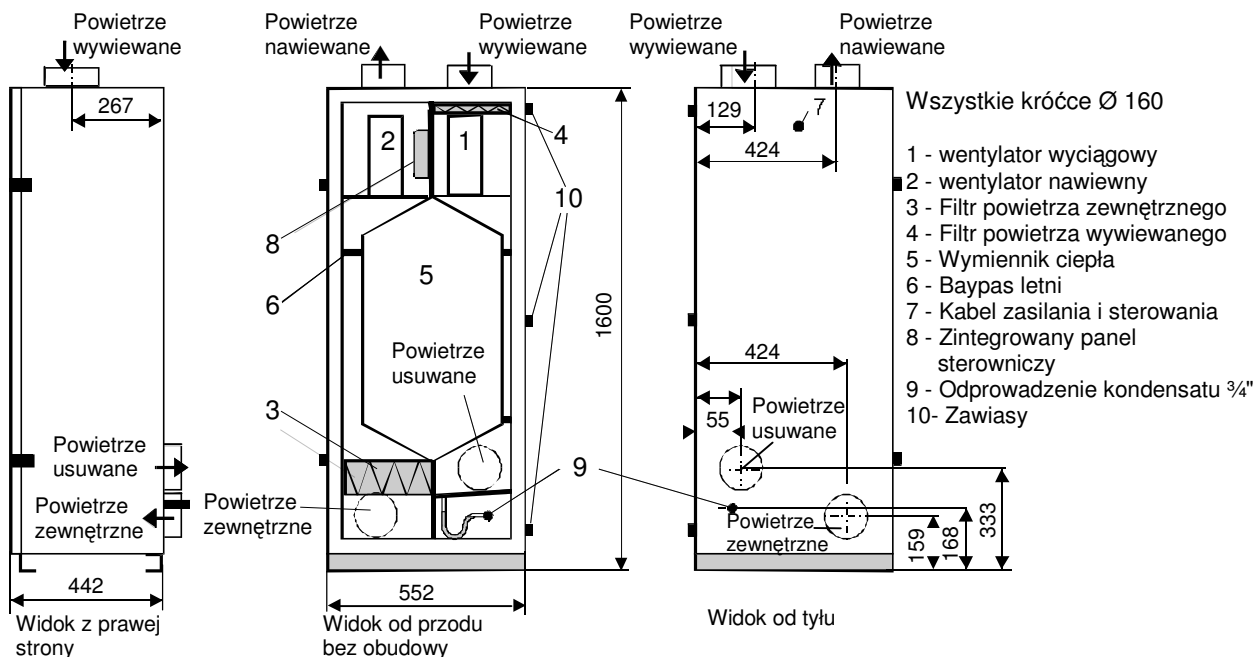 Powietrze
wywiewane
267
Powietrze
usuwane
Powietrze
zewnętrzne
442
Widok z prawej
strony
Powietrze
nawiewane
Powietrze
wywiewane
2
1
4
10
8
5
6
1600
Powietrze
usuwane
3
9
Powietrze
zewnętrzne
552
Widok od przodu
bez obudowy
Powietrze
wywiewane
Powietrze
nawiewane
129
7
424
424
55
Powietrze
usuwane
Powietrze
zewnętrzne
159
168
333
Widok od tyłu
Wszystkie króćce Ø 160
1 - wentylator wyciągowy
2 - wentylator nawiewny
3 - Filtr powietrza zewnętrznego
4 - Filtr powietrza wywiewanego
5 - Wymiennik ciepła
6 - Baypas letni
7 - Kabel zasilania i sterowania
8 - Zintegrowany panel
sterowniczy
9 - Odprowadzenie kondensatu ¾"
10- Zawiasy